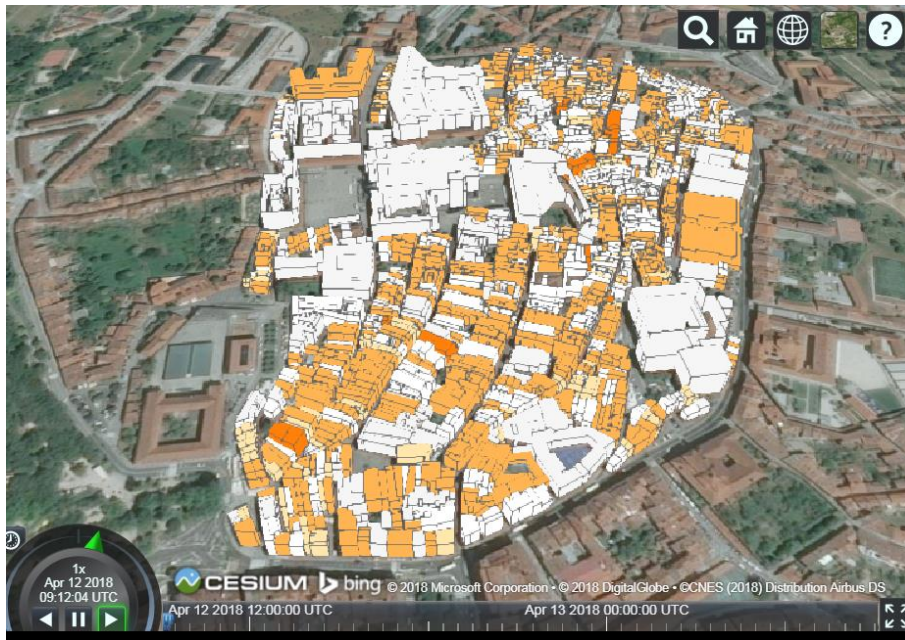 ?
CESIUM bing © 2018 Microsoft Corporation • © 2018 DigitalGlobe • ©CNES (2018) Distribution Airbus DS
1x
Apr 12 2018
09:12:04 UTC
Apr 12 2018 12:00:00 UTC
Apr 13 2018 00:00:00 UTC